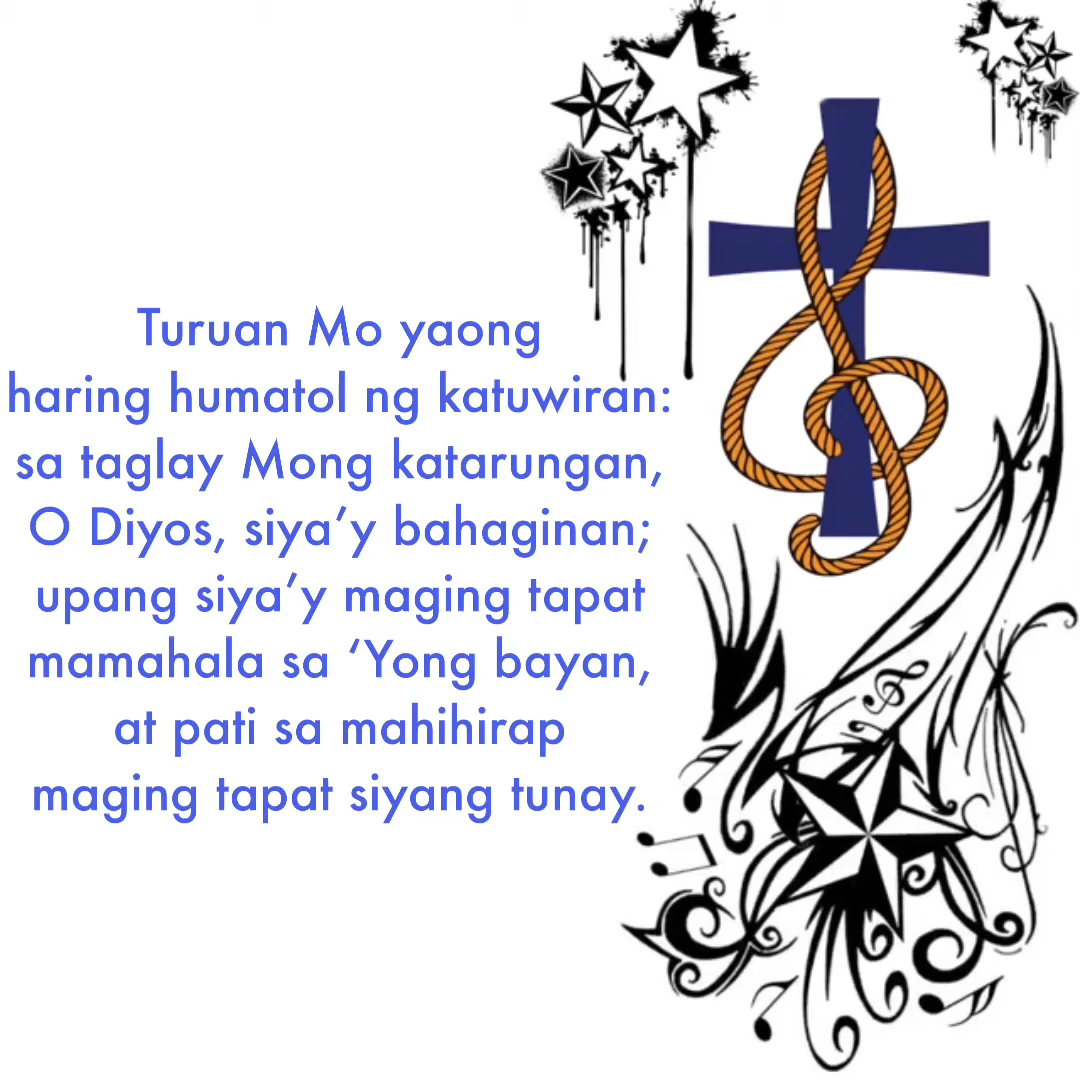 Turuan Mo yaong
haring humatol ng katuwiran:
sa taglay Mong katarungan,
O Diyos, siya’y bahaginan;
upang siya’y maging tapat
mamahala sa ‘Yong bayan,
at pati sa mahihirap
maging tapat siyang tunay.